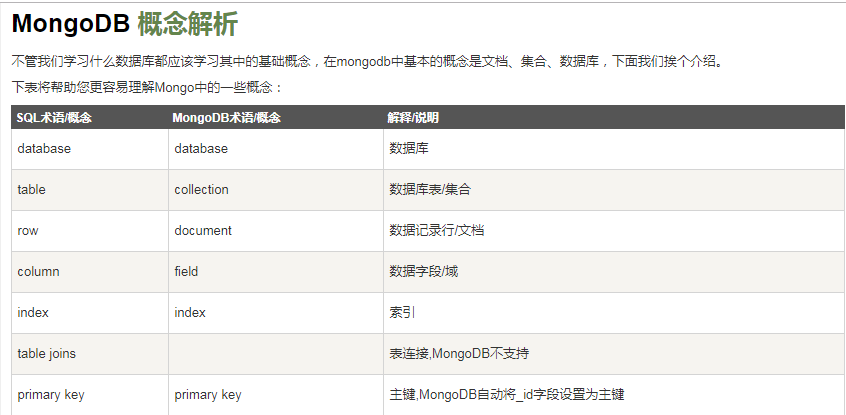 MongoDB 概念解析
不管我们学习什么数据库都应该学习其中的基础概念，在mongodb中基本的概念是文档、集合、数据库，下面我们挨个介绍。
下表将帮助您更容易理解Mongo中的一些概念：
SQL术语/概念 MongoDB术语/概念 解释/说明
database database 数据库
table collection 数据库表/集合
row document 数据记录行/文档
column field 数据字段/域
index index 索引
table joins 表连接,MongoDB不支持
primary key primary key 主键,MongoDB自动将_id字段设置为主键